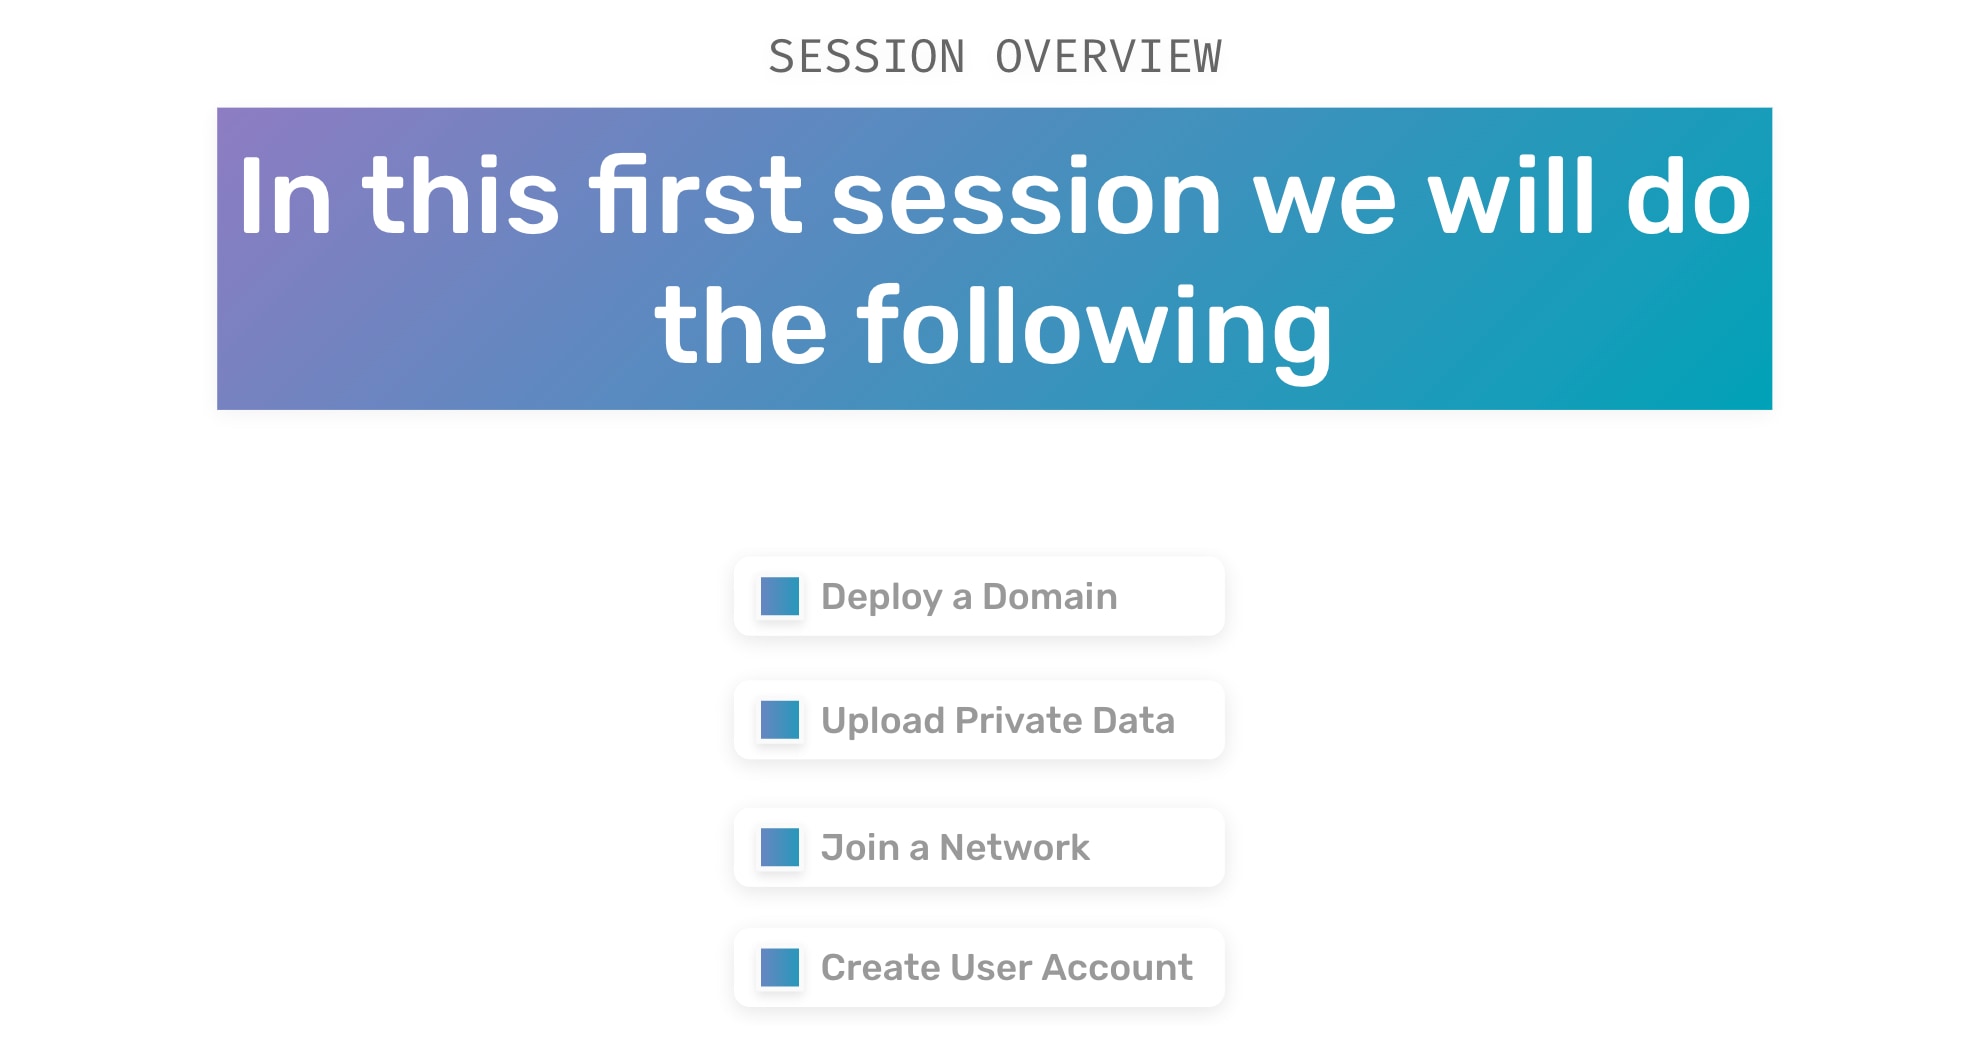 SESSION OVERVIEW
In this first session we will do
the following
Deploy a Domain
Upload Private Data
Join a Network
Create User Account